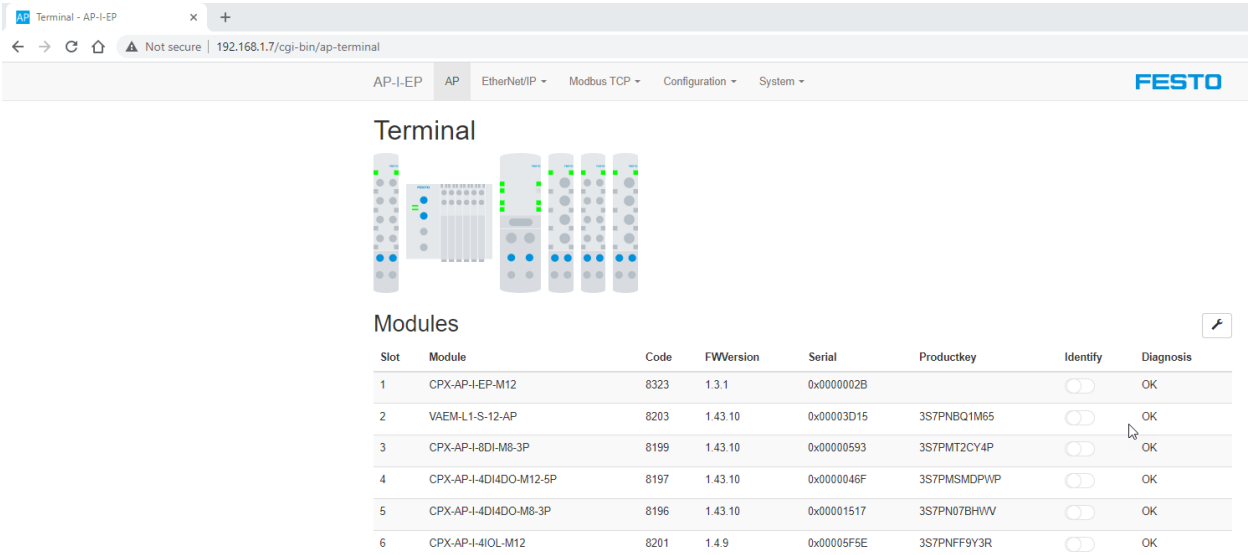 AP Terminal - AP-I-EP
Not secure | 192.168.1.7/cgi-bin/ap-terminal
AP-I-EP AP EtherNet/IP Modbus TCP Configuration System FESTO
Terminal
Modules
Slot Module Code FWVersion Serial Productkey Identify Diagnosis
1 CPX-AP-I-EP-M12 8323 1.3.1 0x0000002B OK
2 VAEM-L1-S-12-AP 8203 1.43.10 0x00003D15 3S7PNBQ1M65 OK
3 CPX-AP-I-8DI-M8-3P 8199 1.43.10 0x00000593 3S7PMT2CY4P OK
4 CPX-AP-I-4DI4DO-M12-5P 8197 1.43.10 0x0000046F 3S7PMSMDPWP OK
5 CPX-AP-I-4DI4DO-M8-3P 8196 1.43.10 0x00001517 3S7PN07BHWV OK
6 CPX-AP-I-4IOL-M12 8201 1.4.9 0x00005F5E 3S7PNFF9Y3R OK